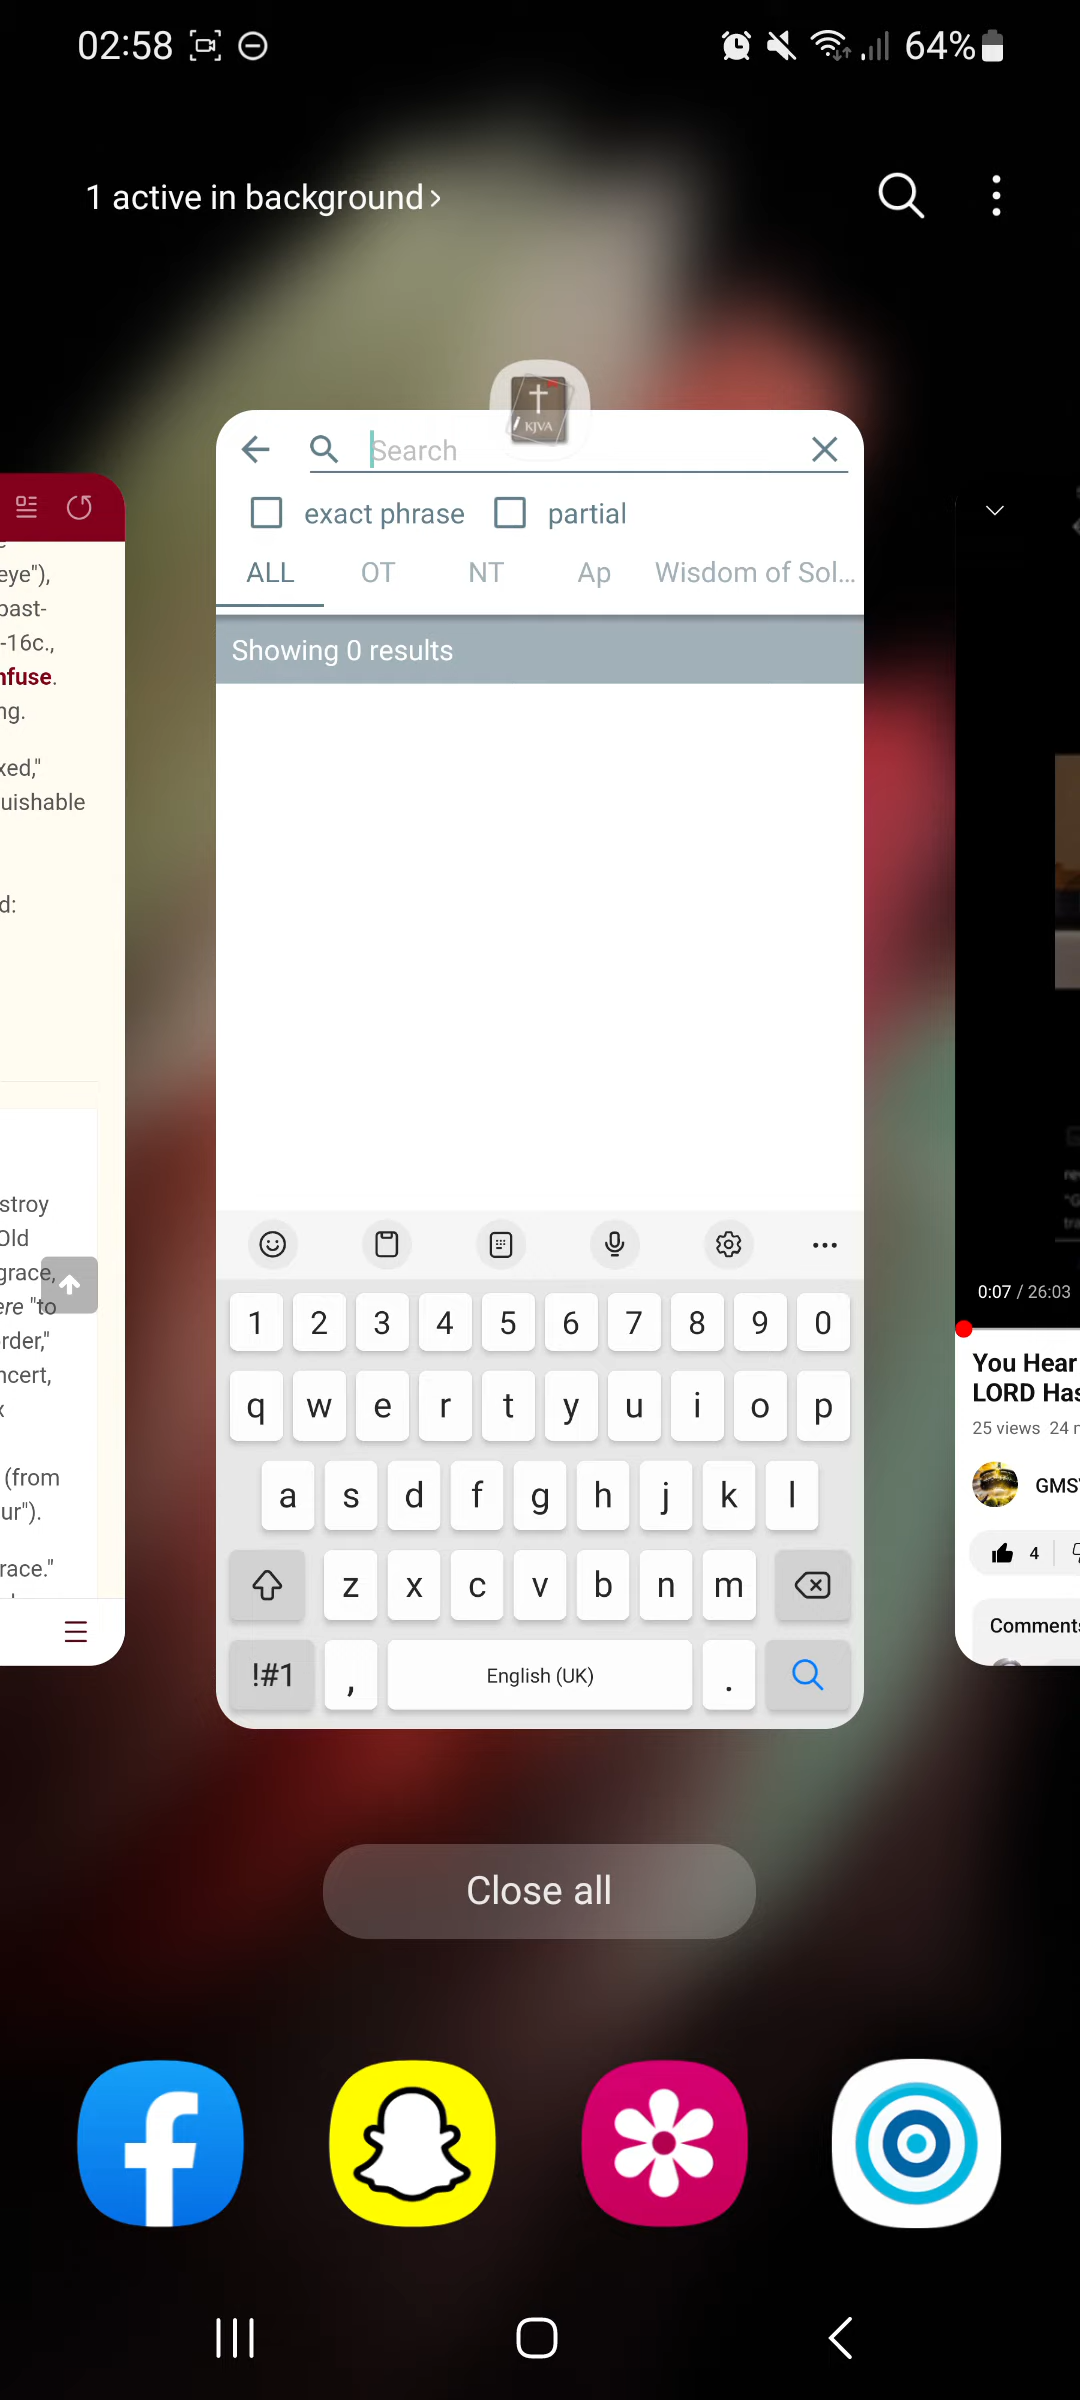 02:58
64%
1 active in background
KJVA
Search
exact phrase
partial
ALL OT NT Ap Wisdom of Sol...
Showing 0 results
eye"),
past-
-16c.,
nfuse.
ng.
xed,"
uishable
d:
stroy
Old
grace,
ere "to
order,"
ncert,
x
(from
ur").
race."
0:07 / 26:03
You Hear
LORD Has
25 views 24
GMS
4
Comments
1 2 3 4 5 6 7 8 9 0
q w e r t y u i o p
a s d f g h j k l
z x c v b n m
!#1 , English (UK) .
Close all